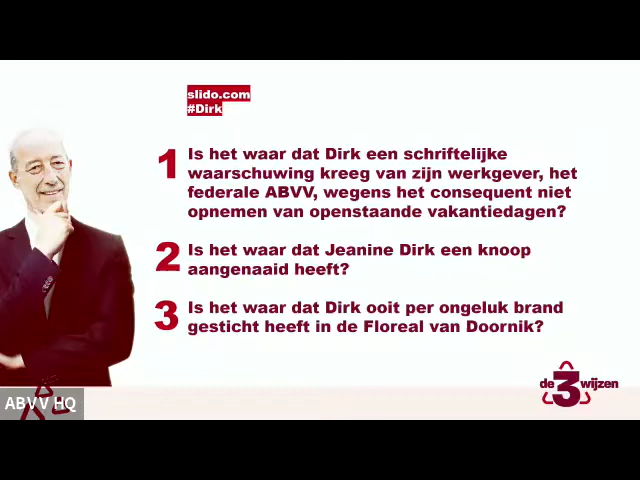 slido.com
#Dirk
1 Is het waar dat Dirk een schriftelijke
waarschuwing kreeg van zijn werkgever, het
federale ABVV, wegens het consequent niet
opnemen van openstaande vakantiedagen?
2 Is het waar dat Jeanine Dirk een knoop
aangenaaid heeft?
3 Is het waar dat Dirk ooit per ongeluk brand
gesticht heeft in de Floreal van Doornik?
de 3 wijzen
ABVV HQ